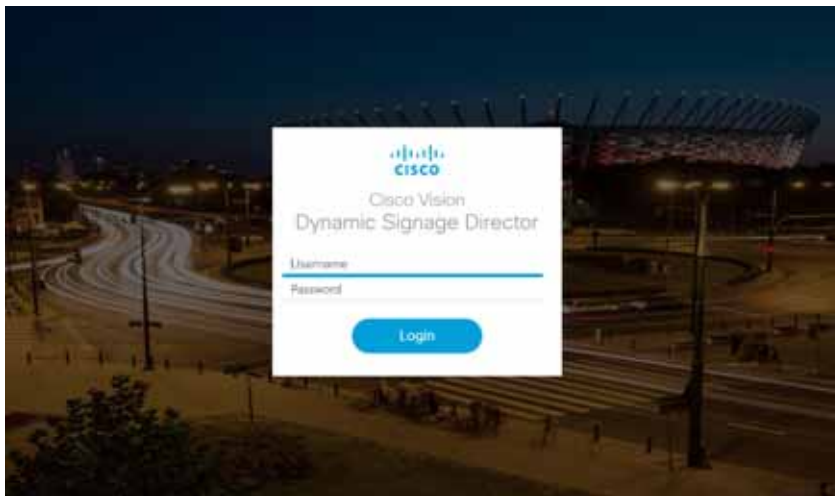 CISCO
Cisco Vision
Dynamic Signage Director
Username
Password
Login